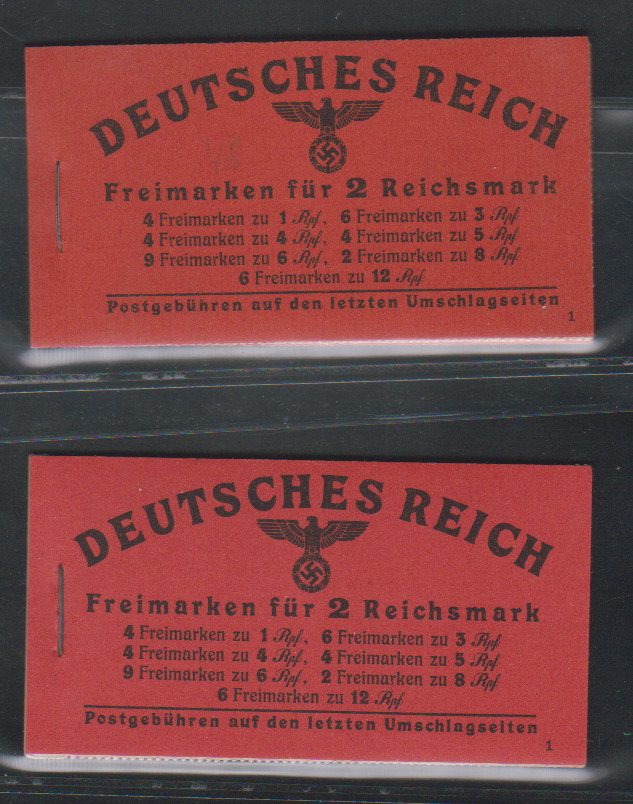 DEUTSCHES REICH
Freimarken für 2 Reichsmark
4 Freimarken zu 1 Rpf, 6 Freimarken zu 3 Rpf
4 Freimarken zu 4 Rpf, 4 Freimarken zu 5 Rpf
9 Freimarken zu 6 Rpf, 2 Freimarken zu 8 Rpf
6 Freimarken zu 12 Rpf
Postgebühren auf den letzten Umschlagseiten
1
DEUTSCHES REICH
Freimarken für 2 Reichsmark
4 Freimarken zu 1 Rpf, 6 Freimarken zu 3 Rpf
4 Freimarken zu 4 Rpf, 4 Freimarken zu 5 Rpf
9 Freimarken zu 6 Rpf, 2 Freimarken zu 8 Rpf
6 Freimarken zu 12 Rpf
Postgebühren auf den letzten Umschlagseiten
1